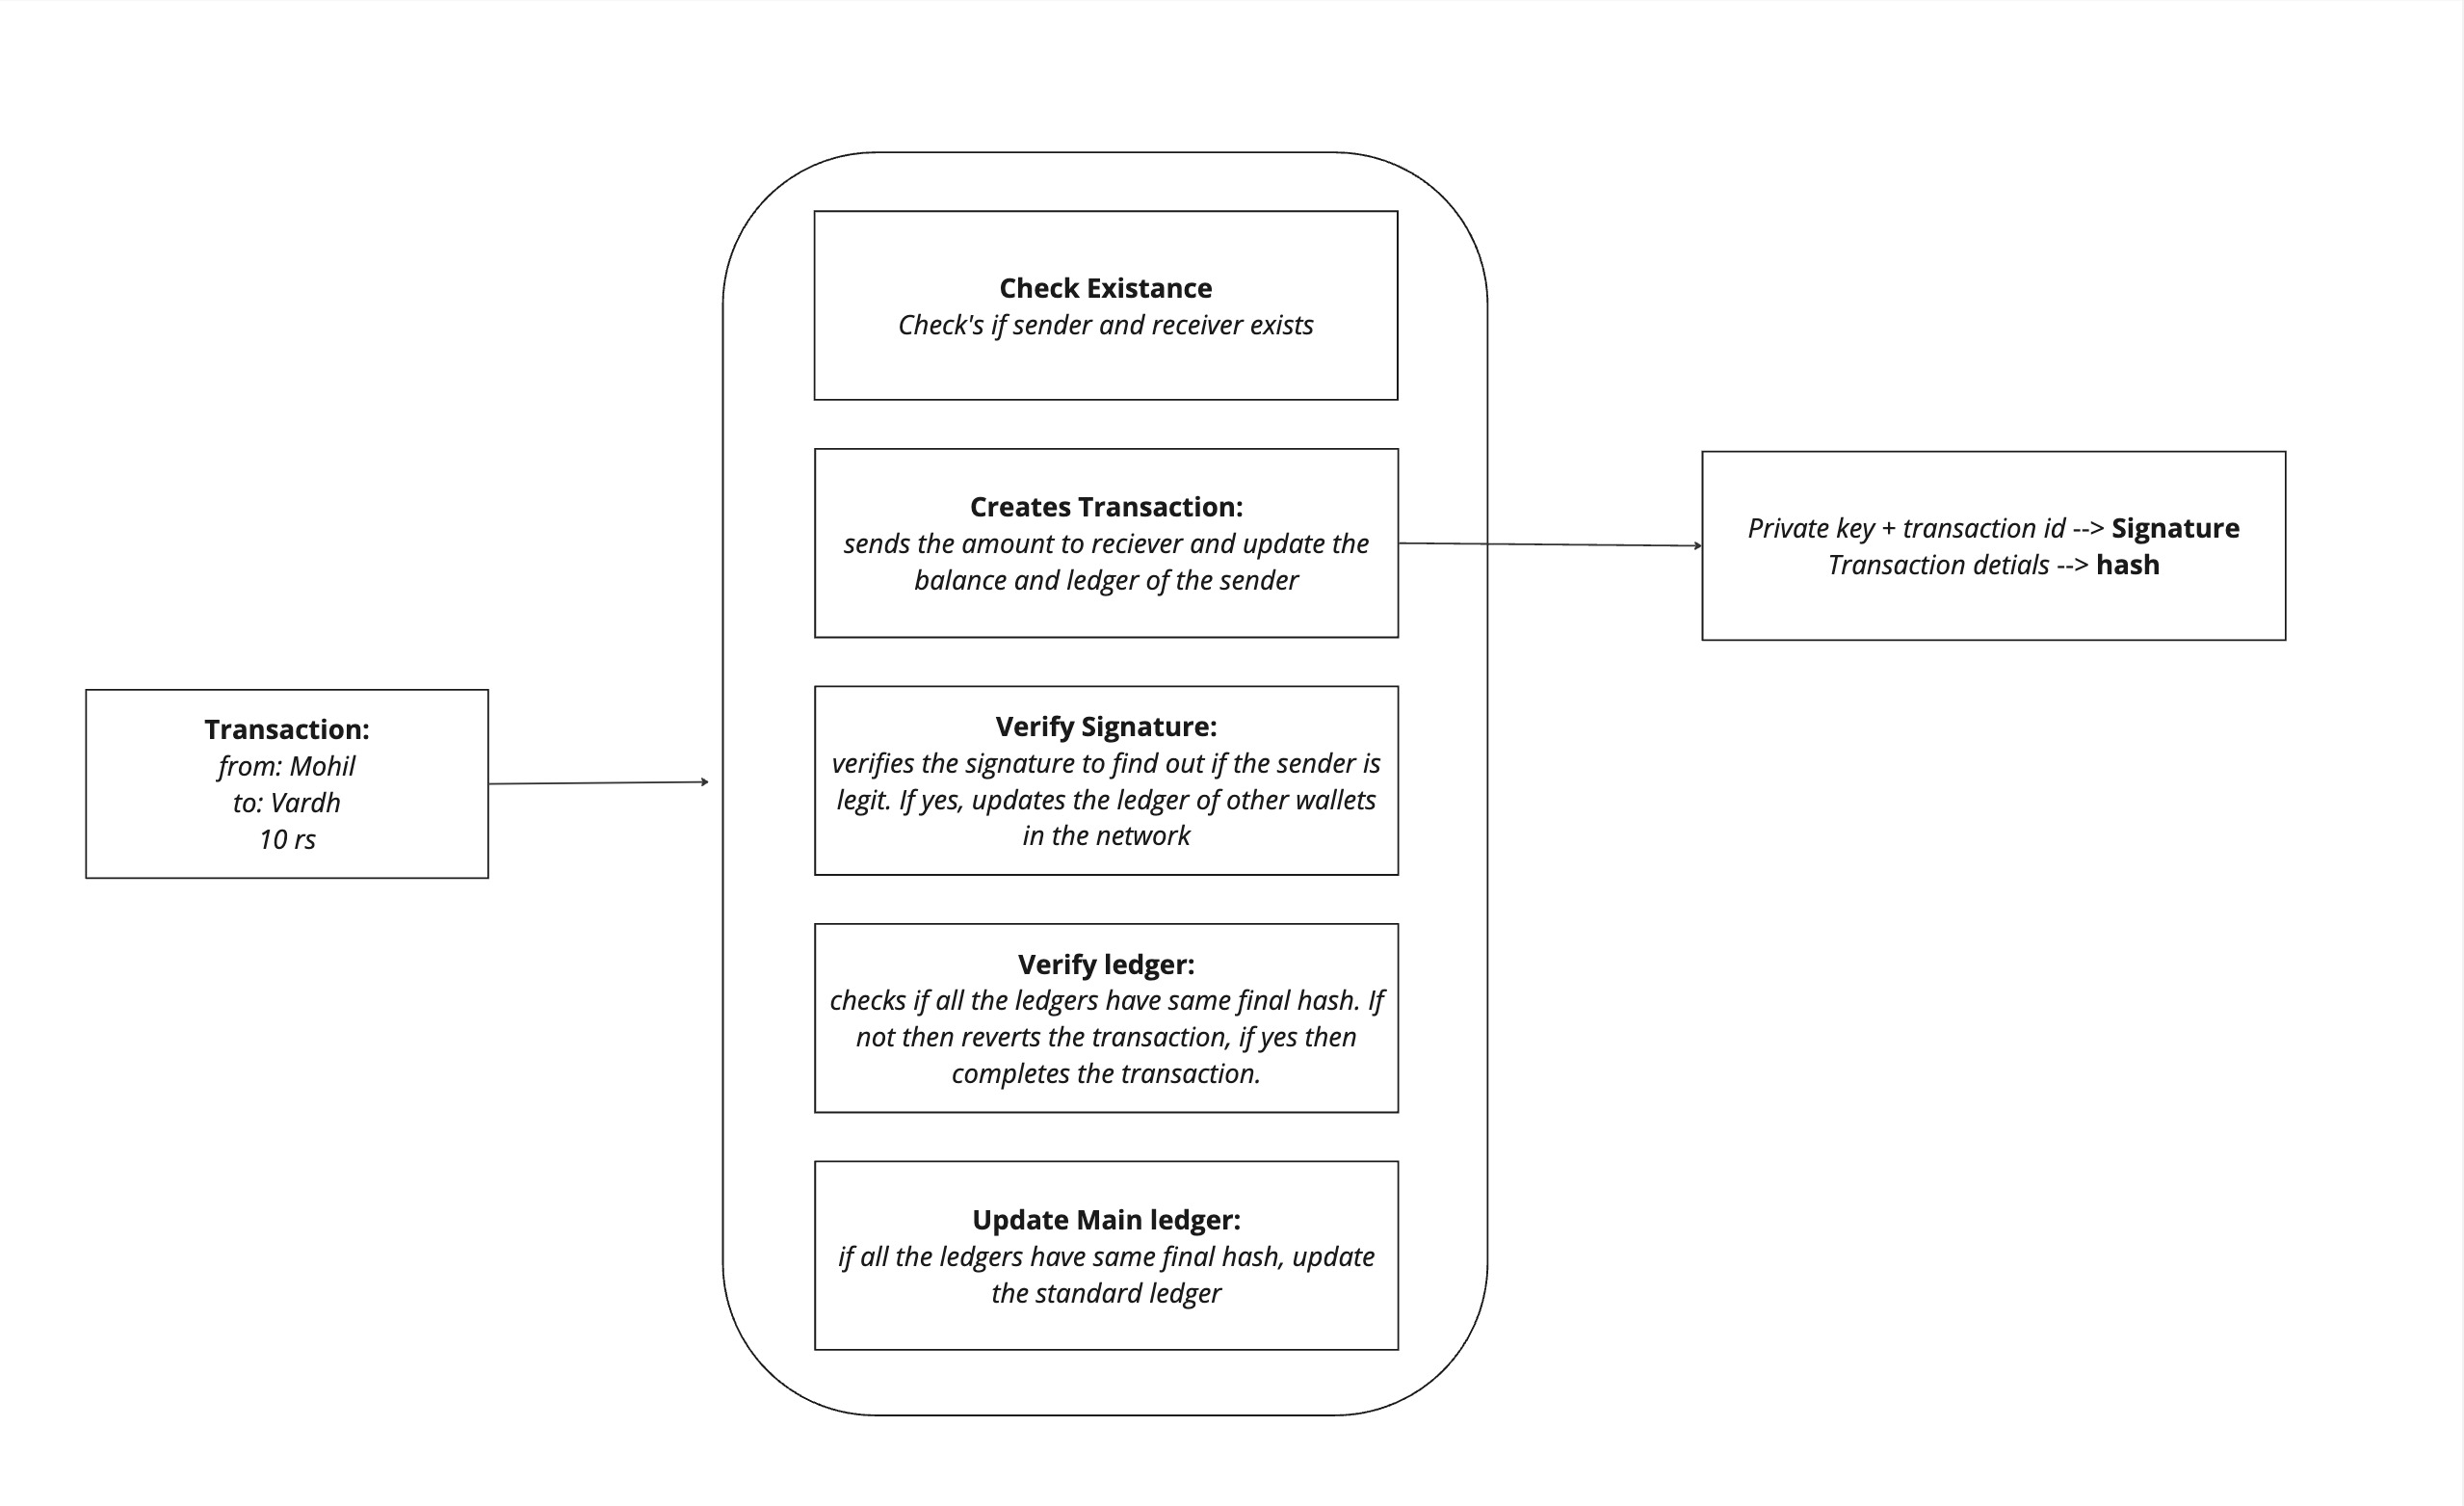 Check Existance
Check's if sender and receiver exists
Creates Transaction:
sends the amount to reciever and update the
balance and ledger of the sender
Private key + transaction id --> Signature
Transaction detials --> hash
Transaction:
from: Mohil
to: Vardh
10 rs
Verify Signature:
verifies the signature to find out if the sender is
legit. If yes, updates the ledger of other wallets
in the network
Verify ledger:
checks if all the ledgers have same final hash. If
not then reverts the transaction, if yes then
completes the transaction.
Update Main ledger:
if all the ledgers have same final hash, update
the standard ledger